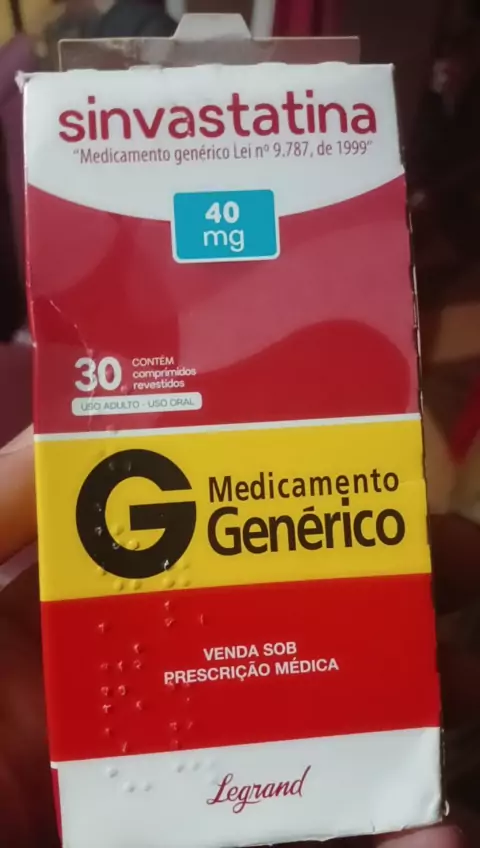 sinvastatina
"Medicamento genérico Lei nº 9.787, de 1999"
40
mg
30
CONTÉM
comprimidos
revestidos
USO ADULTO - USO ORAL
G
Medicamento
Genérico
VENDA SOB
PRESCRIÇÃO MÉDICA
Legrand